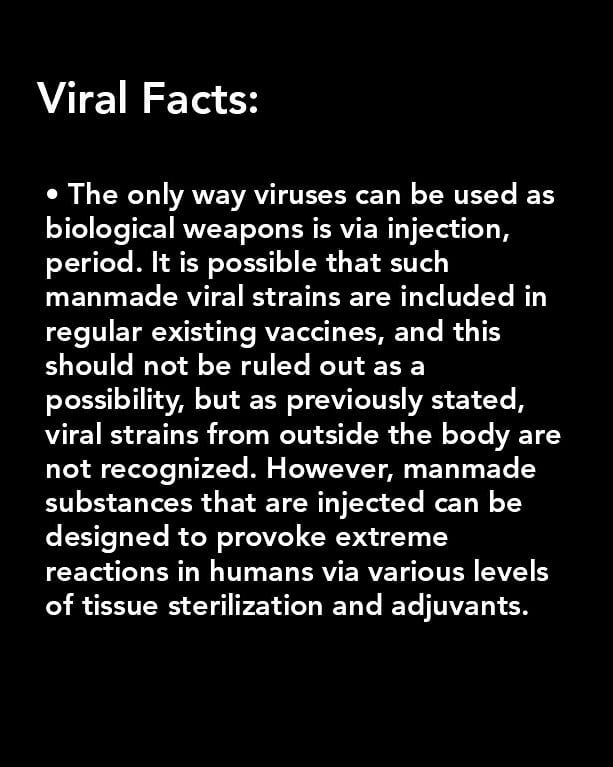 Viral Facts:
• The only way viruses can be used as
biological weapons is via injection,
period. It is possible that such
manmade viral strains are included in
regular existing vaccines, and this
should not be ruled out as a
possibility, but as previously stated,
viral strains from outside the body are
not recognized. However, manmade
substances that are injected can be
designed to provoke extreme
reactions in humans via various levels
of tissue sterilization and adjuvants.